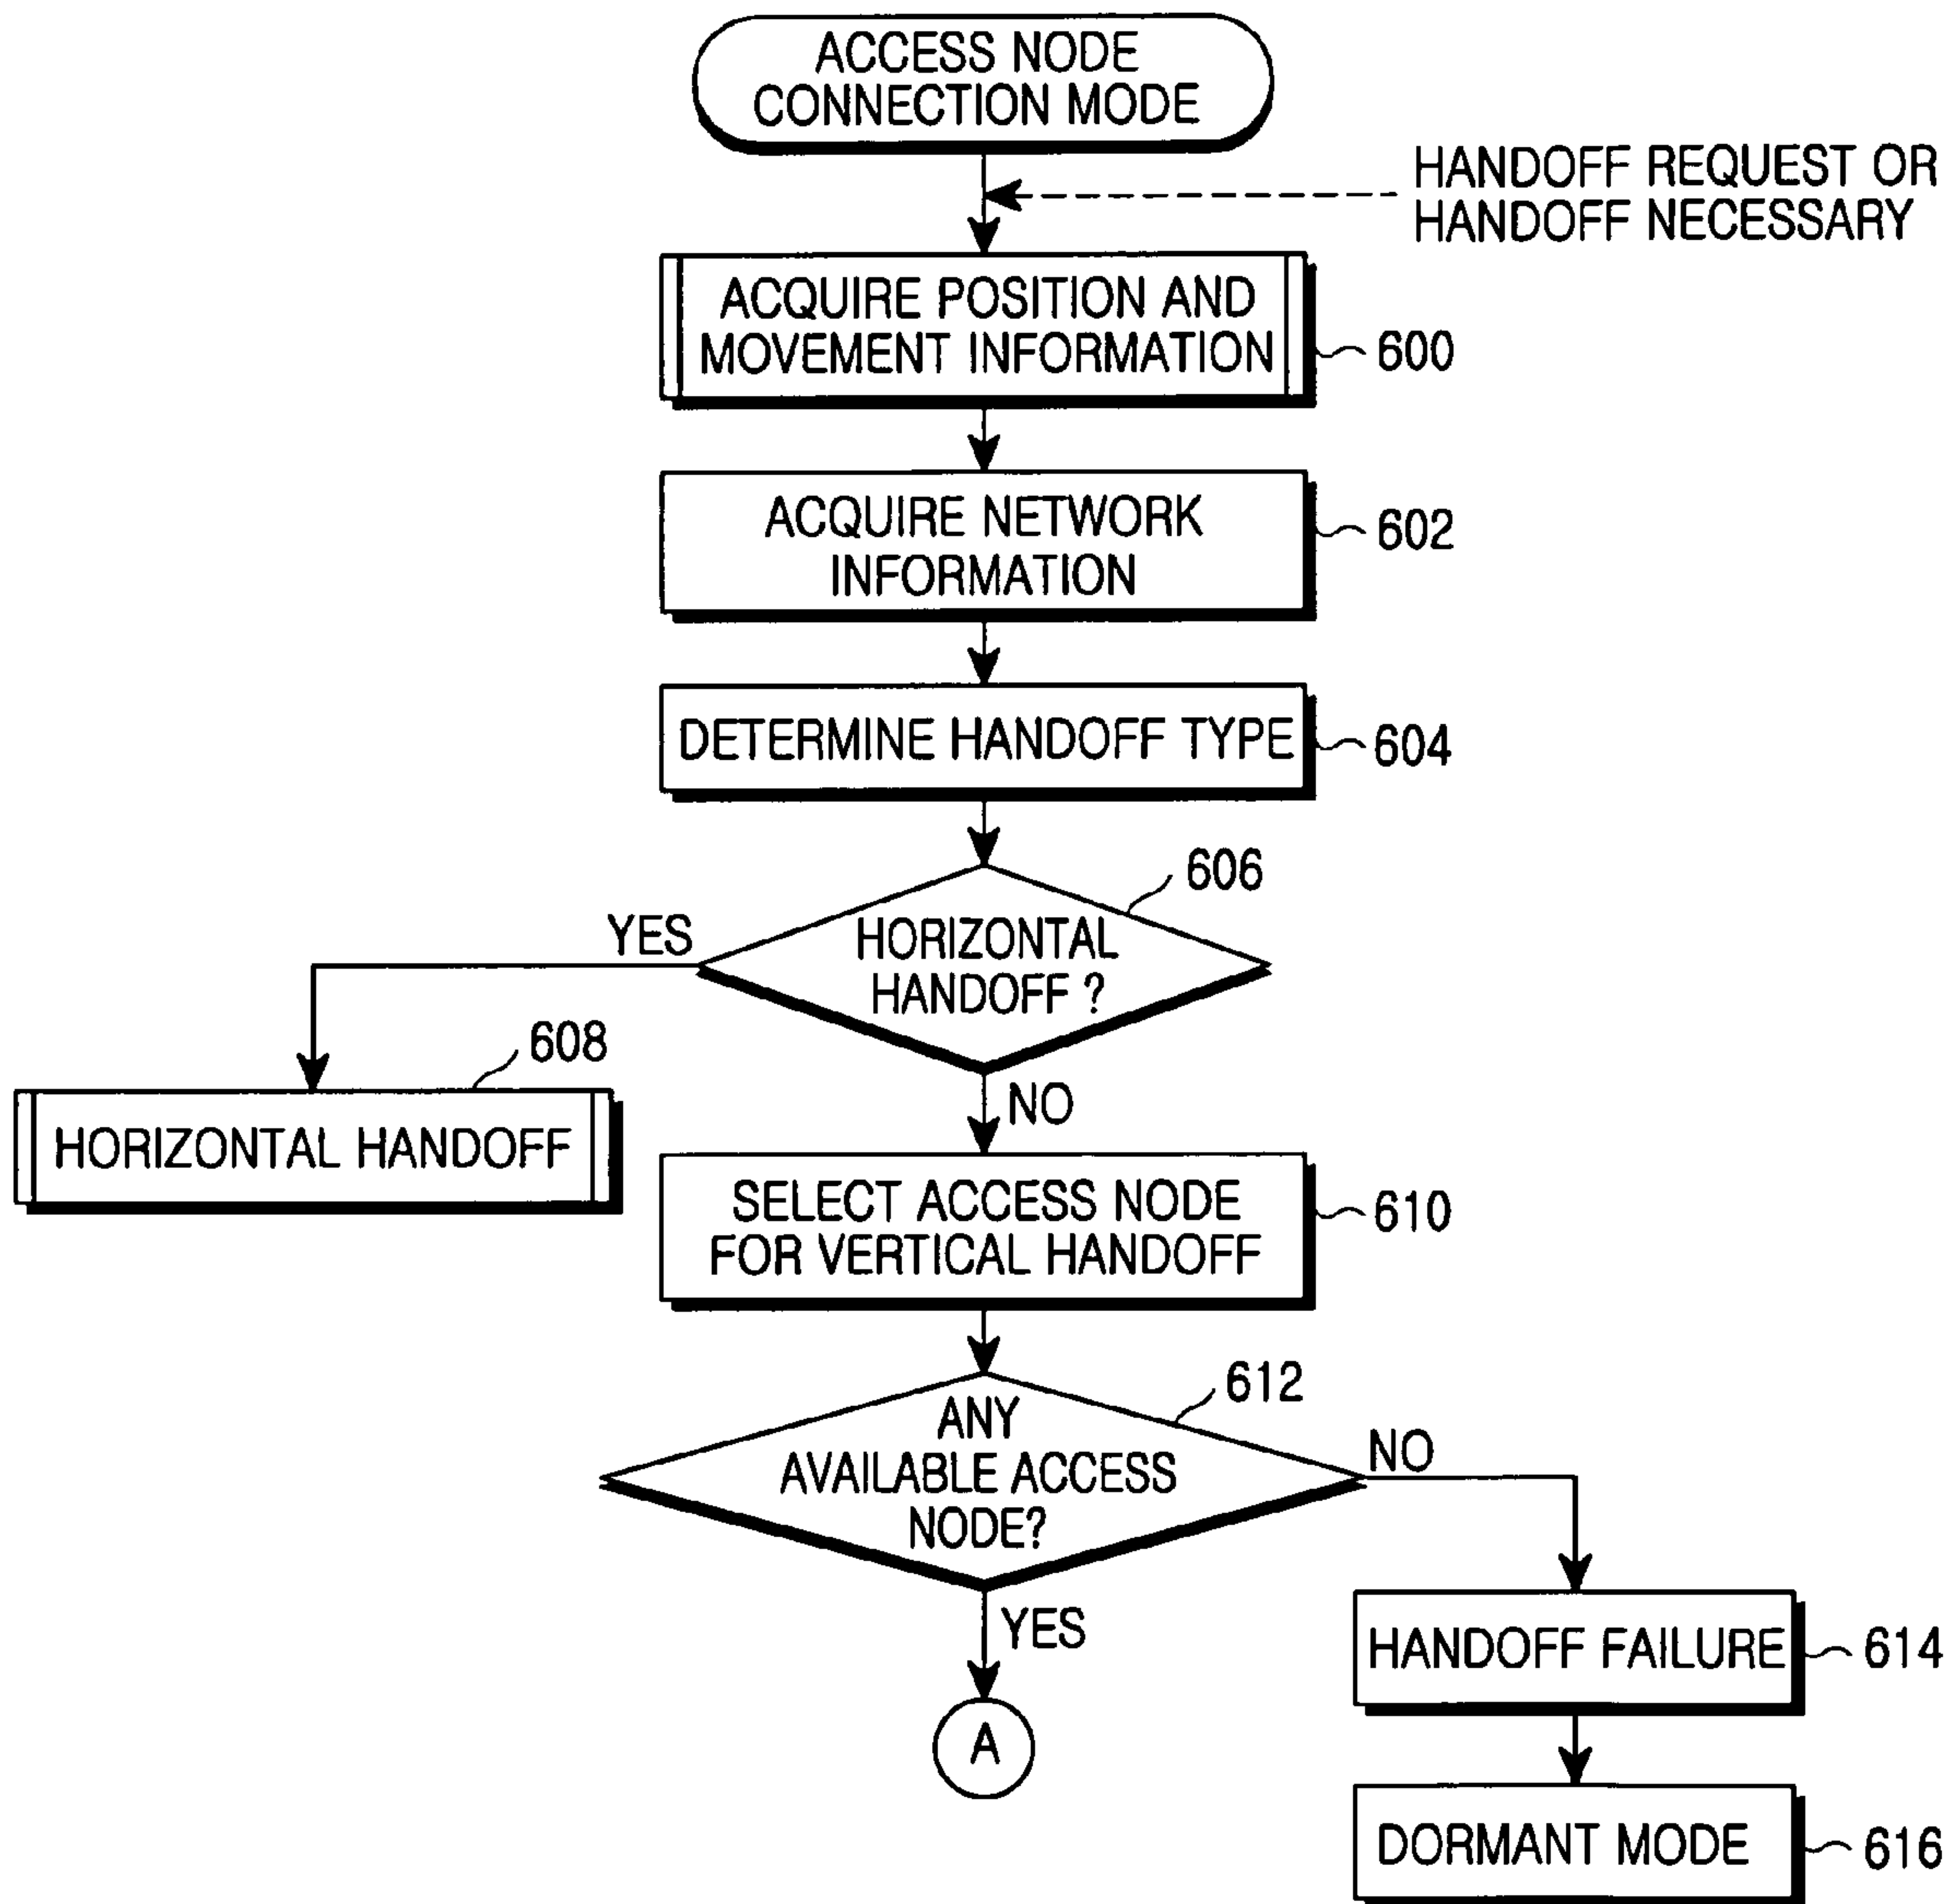 ACCESS NODE
CONNECTION MODE
HANDOFF REQUEST OR
HANDOFF NECESSARY
ACQUIRE POSITION AND
MOVEMENT INFORMATION
600
ACQUIRE NETWORK
INFORMATION
602
DETERMINE HANDOFF TYPE
604
606
HORIZONTAL
HANDOFF ?
YES
608
HORIZONTAL HANDOFF
NO
SELECT ACCESS NODE
FOR VERTICAL HANDOFF
610
612
ANY
AVAILABLE ACCESS
NODE?
NO
YES
HANDOFF FAILURE
614
A
DORMANT MODE
616